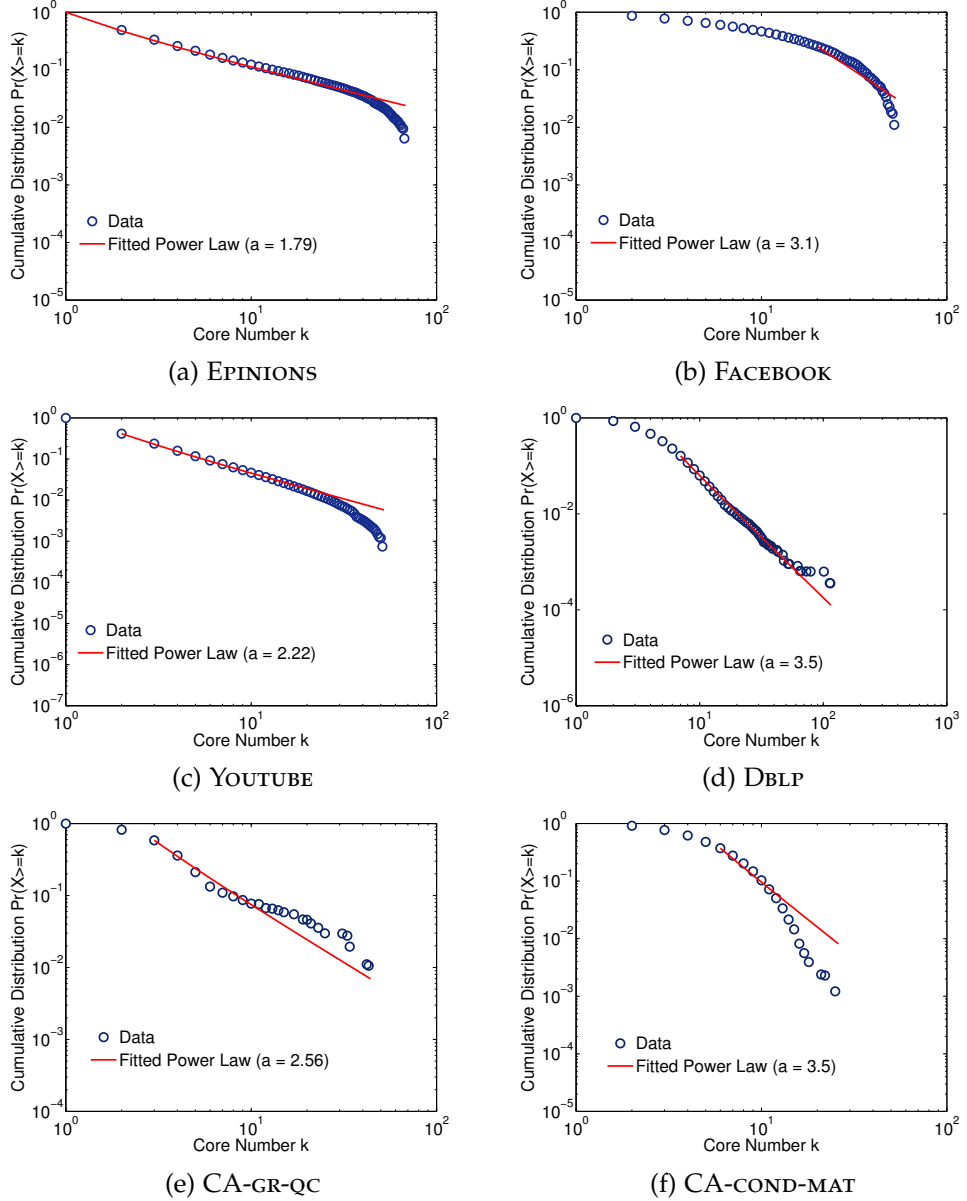 10^0
10^-1
10^-2
10^-3
10^-4
10^-5
Cumulative Distribution Pr(X>=k)
Data
Fitted Power Law (a = 1.79)
10^0 10^1 10^2
Core Number k
(a) EPINIONS
10^0
10^-1
10^-2
10^-3
10^-4
10^-5
Cumulative Distribution Pr(X>=k)
Data
Fitted Power Law (a = 3.1)
10^0 10^1 10^2
Core Number k
(b) FACEBOOK
10^0
10^-1
10^-2
10^-3
10^-4
10^-5
10^-6
10^-7
Cumulative Distribution Pr(X>=k)
Data
Fitted Power Law (a = 2.22)
10^0 10^1 10^2
Core Number k
(c) YOUTUBE
10^0
10^-2
10^-4
10^-6
Cumulative Distribution Pr(X>=k)
Data
Fitted Power Law (a = 3.5)
10^0 10^1 10^2 10^3
Core Number k
(d) DBLP
10^0
10^-1
10^-2
10^-3
10^-4
Cumulative Distribution Pr(X>=k)
Data
Fitted Power Law (a = 2.56)
10^0 10^1 10^2
Core Number k
(e) CA-GR-QC
10^0
10^-1
10^-2
10^-3
10^-4
10^-5
Cumulative Distribution Pr(X>=k)
Data
Fitted Power Law (a = 3.5)
10^0 10^1 10^2
Core Number k
(f) CA-COND-MAT